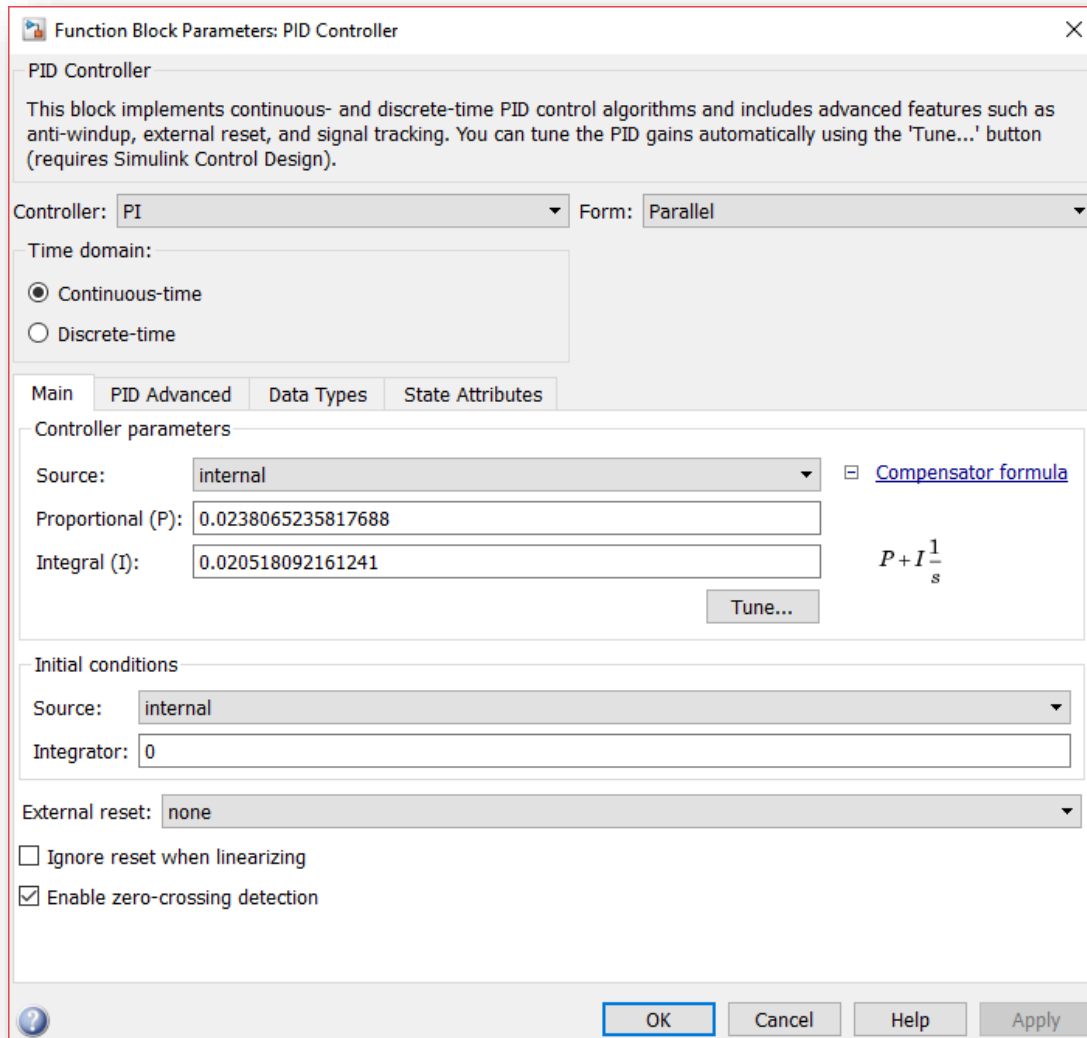 Function Block Parameters: PID Controller
PID Controller
This block implements continuous- and discrete-time PID control algorithms and includes advanced features such as
anti-windup, external reset, and signal tracking. You can tune the PID gains automatically using the 'Tune...' button
(requires Simulink Control Design).
Controller: PI Form: Parallel
Time domain:
Continuous-time
Discrete-time
Main PID Advanced Data Types State Attributes
Controller parameters
Source: internal Compensator formula
Proportional (P): 0.0238065235817688
Integral (I): 0.020518092161241
P + I 1/s
Tune...
Initial conditions
Source: internal
Integrator: 0
External reset: none
Ignore reset when linearizing
Enable zero-crossing detection
? OK Cancel Help Apply